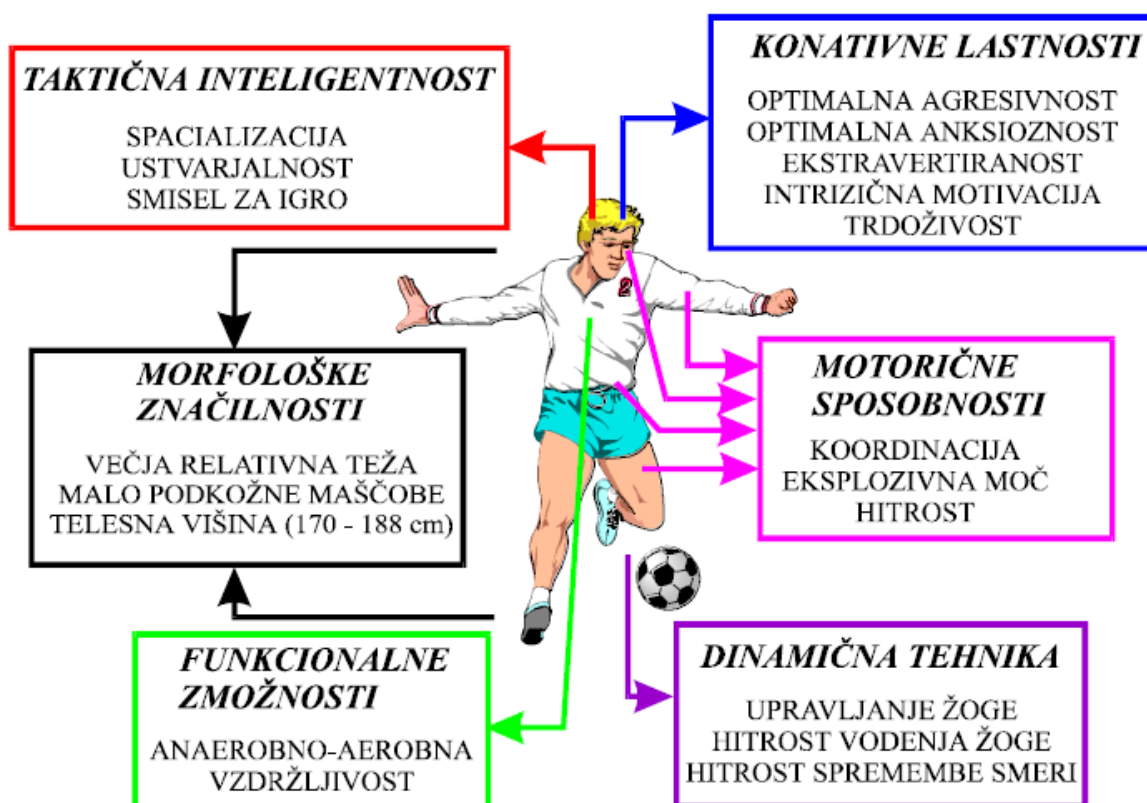 TAKTIČNA INTELIGENTNOST
SPACIALIZACIJA
USTVARJALNOST
SMISEL ZA IGRO
KONATIVNE LASTNOSTI
OPTIMALNA AGRESIVNOST
OPTIMALNA ANKSIOZNOST
EKSTRAVERTIRANOST
INTRIZIČNA MOTIVACIJA
TRDOŽIVOST
2
MORFOLOŠKE
ZNAČILNOSTI
VEČJA RELATIVNA TEŽA
MALO PODKOŽNE MAŠČOBE
TELESNA VIŠINA (170 - 188 cm)
MOTORIČNE
SPOSOBNOSTI
KOORDINACIJA
EKSPLOZIVNA MOČ
HITROST
FUNKCIONALNE
ZMOŽNOSTI
ANAEROBNO-AEROBNA
VZDRŽLJIVOST
DINAMIČNA TEHNIKA
UPRAVLJANJE ŽOGE
HITROST VODENJA ŽOGE
HITROST SPREMEMBE SMERI